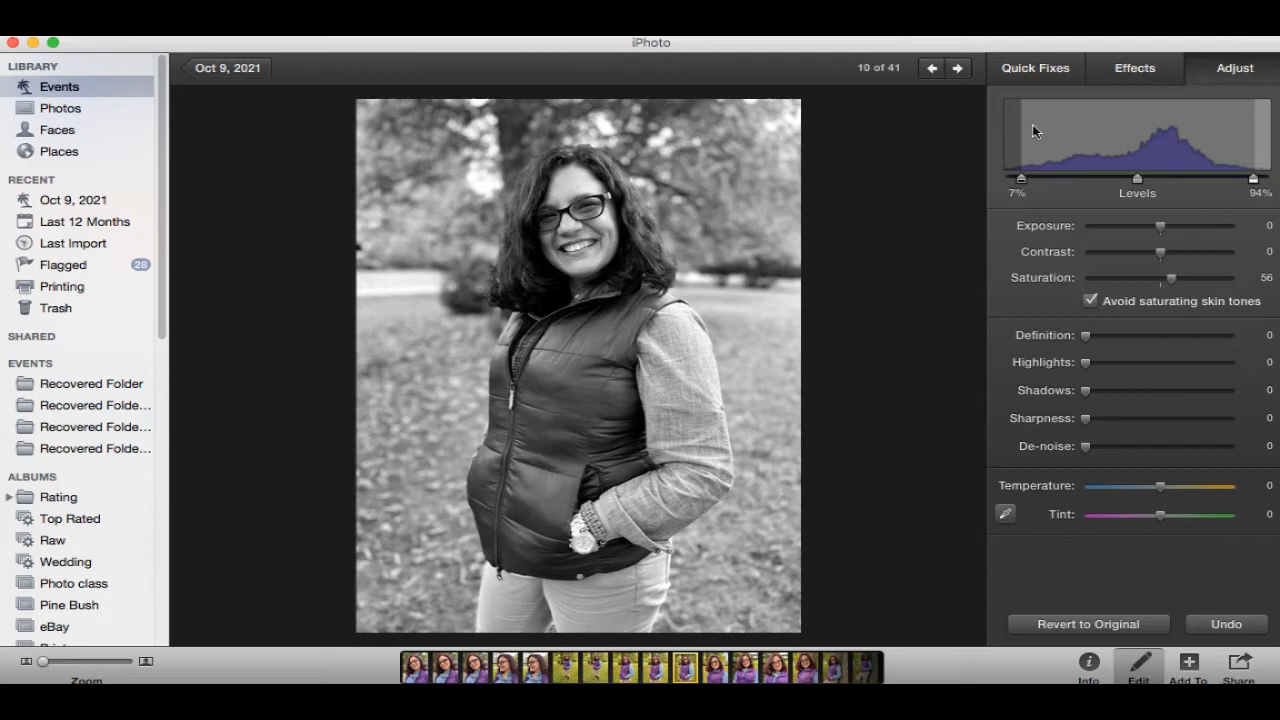 iPhoto
LIBRARY
Events
Photos
Faces
Places
RECENT
Oct 9, 2021
Last 12 Months
Last Import
Flagged 28
Printing
Trash
SHARED
EVENTS
Recovered Folder
Recovered Folde...
Recovered Folde...
Recovered Folde...
ALBUMS
Rating
Top Rated
Raw
Wedding
Photo class
Pine Bush
eBay
Zoom
Oct 9, 2021
10 of 41
Quick Fixes Effects Adjust
7% Levels 94%
Exposure: 0
Contrast: 0
Saturation: 56
Avoid saturating skin tones
Definition: 0
Highlights: 0
Shadows: 0
Sharpness: 0
De-noise: 0
Temperature: 0
Tint: 0
Revert to Original Undo
Info Edit Add To Share